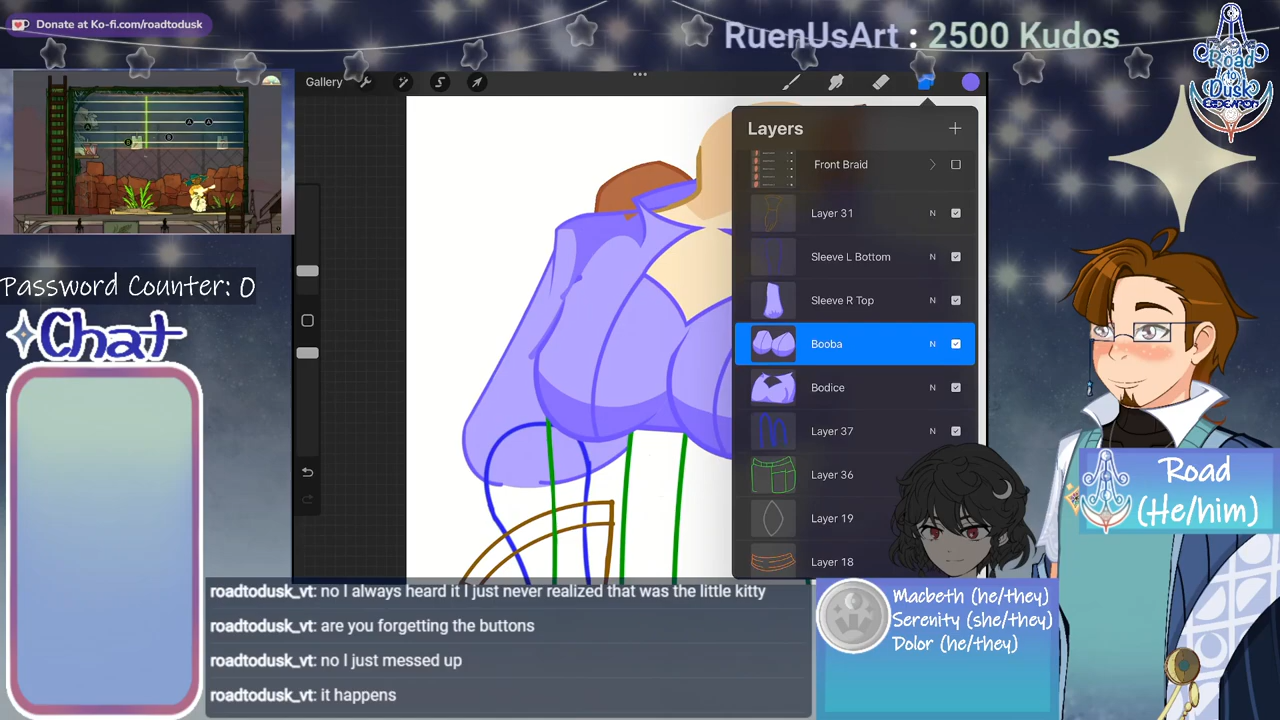 Donate at Ko-fi.com/roadtodusk
RuenUsArt : 2500 Kudos
Road
to
Dusk
Gallery
Layers
Front Braid
Layer 31
N
Sleeve L Bottom
N
Sleeve R Top
N
Booba
N
Bodice
N
Layer 37
N
Layer 36
Layer 19
Layer 18
Password Counter: 0
Chat
Road
(He/him)
Macbeth (he/they)
Serenity (she/they)
Dolor (he/they)
roadtodusk_vt: no I always heard it I just never realized that was the little kitty
roadtodusk_vt: are you forgetting the buttons
roadtodusk_vt: no I just messed up
roadtodusk_vt: it happens